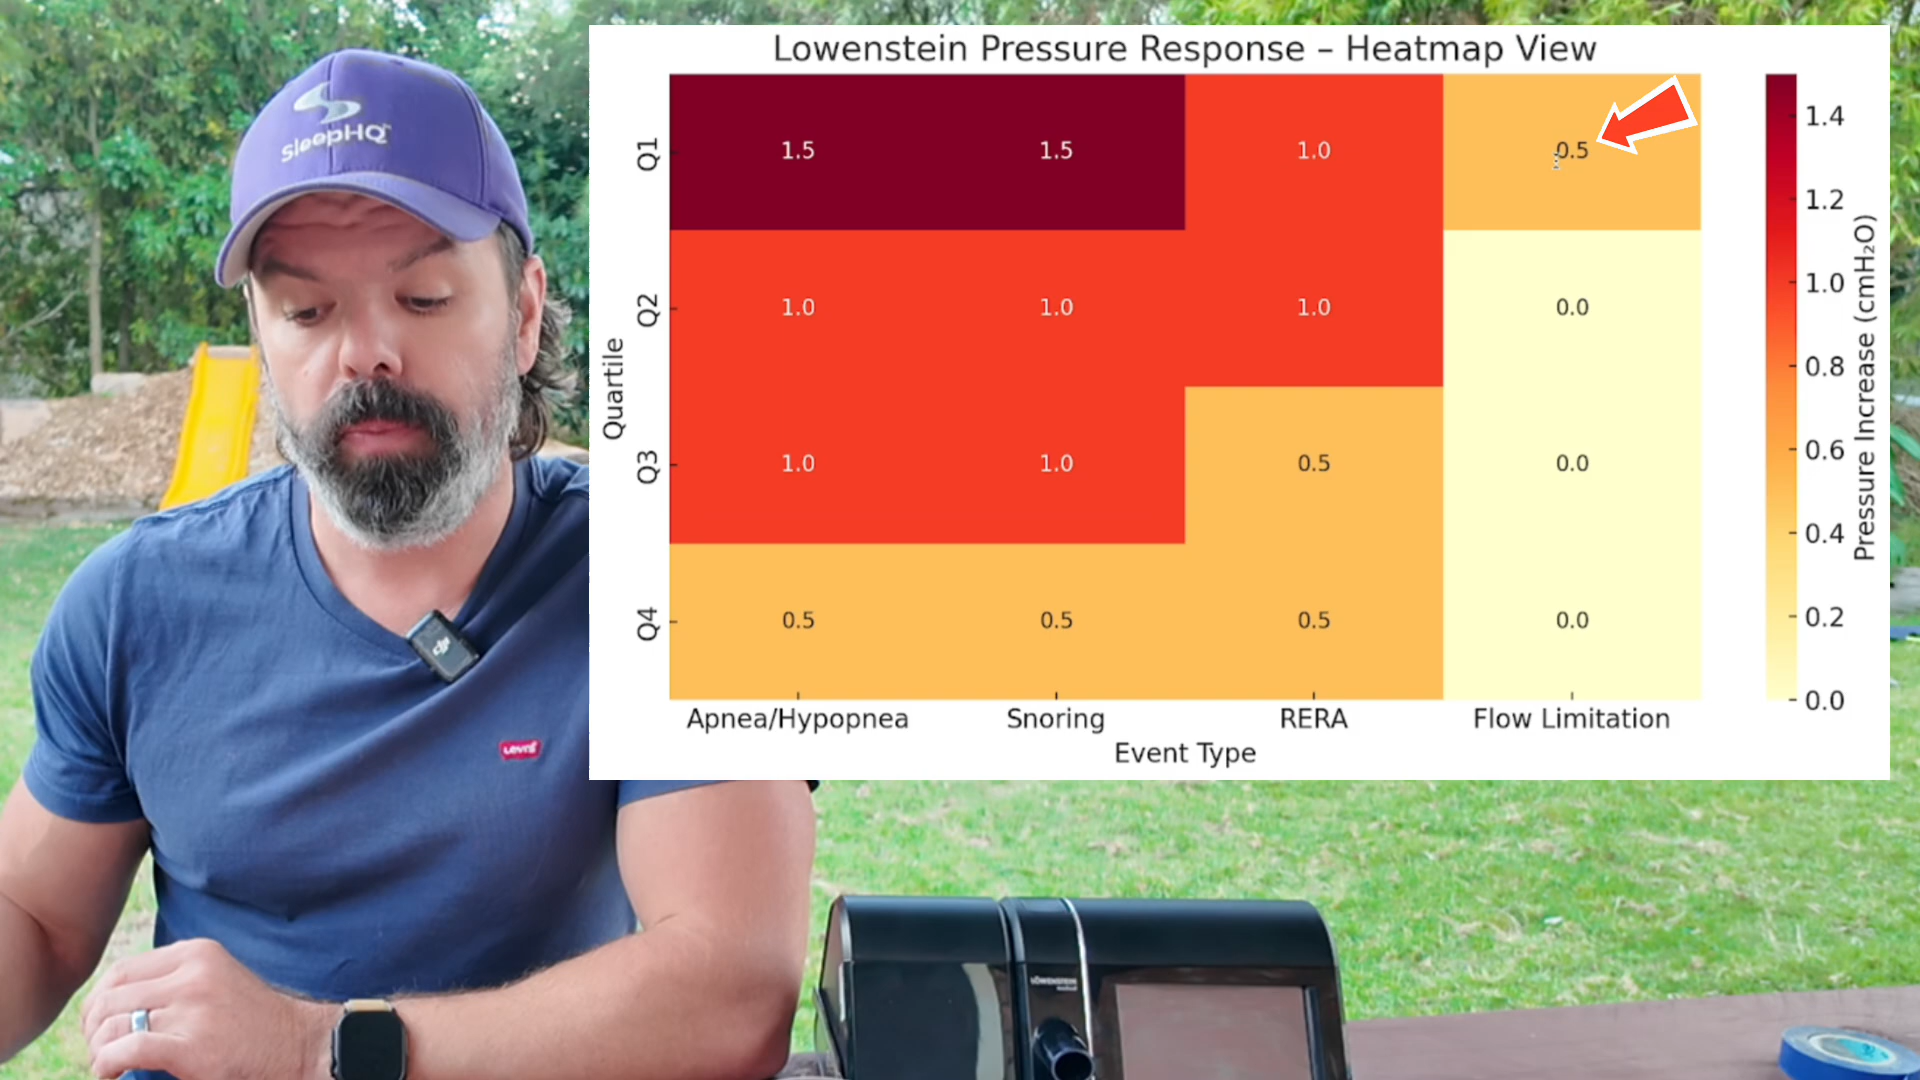 SleepHQ
Levi's
LÖWENSTEIN
medical
Lowenstein Pressure Response – Heatmap View
Quartile
Q1
1.5
1.5
1.0
0.5
Q2
1.0
1.0
1.0
0.0
Q3
1.0
1.0
0.5
0.0
Q4
0.5
0.5
0.5
0.0
Apnea/Hypopnea
Snoring
RERA
Flow Limitation
Event Type
1.4
1.2
1.0
0.8
0.6
0.4
0.2
0.0
Pressure Increase (cmH₂O)
dji